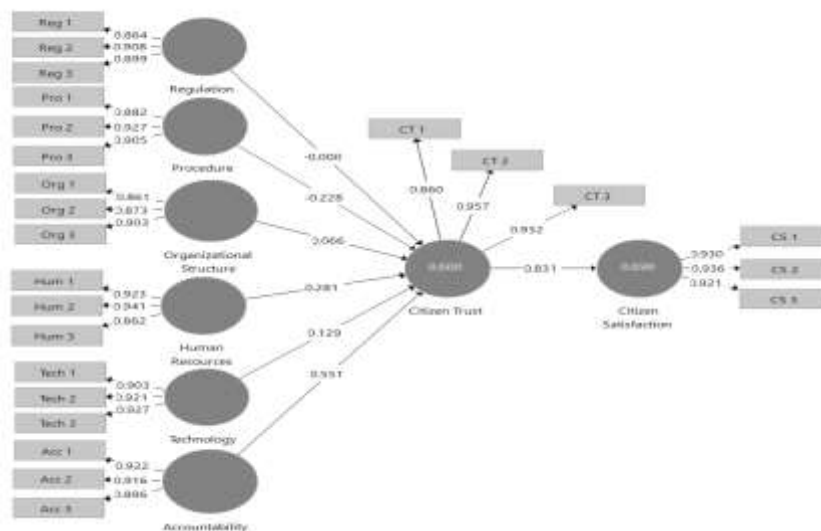 Reg 1
0.864
Reg 2
0.908
Reg 3
0.899
Regulation
Pro 1
0.882
Pro 2
0.927
Pro 3
0.905
Procedure
Org 1
0.861
Org 2
0.873
Org 3
0.903
Organizational
Structure
Hum 1
0.923
Hum 2
0.941
Hum 3
0.862
Human
Resources
Tech 1
0.903
Tech 2
0.921
Tech 3
0.927
Technology
Acc 1
0.922
Acc 2
0.916
Acc 3
0.886
Accountability
-0.228
0.066
0.281
0.129
0.551
CT 1
0.860
CT 2
0.957
CT 3
0.952
Citizen Trust
0.831
Citizen
Satisfaction
CS 1
0.930
CS 2
0.936
0.921